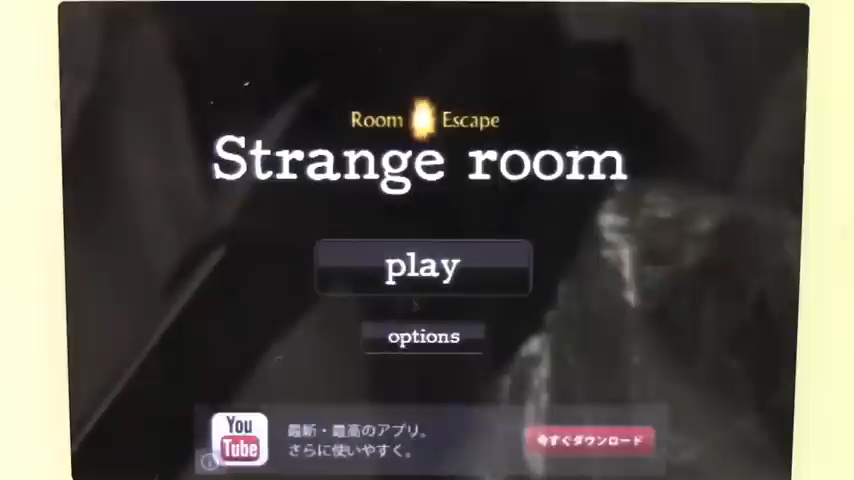 Room Escape
Strange room
play
options
You
Tube
最新・最高のアプリ。
さらに使いやすく。
今すぐダウンロード